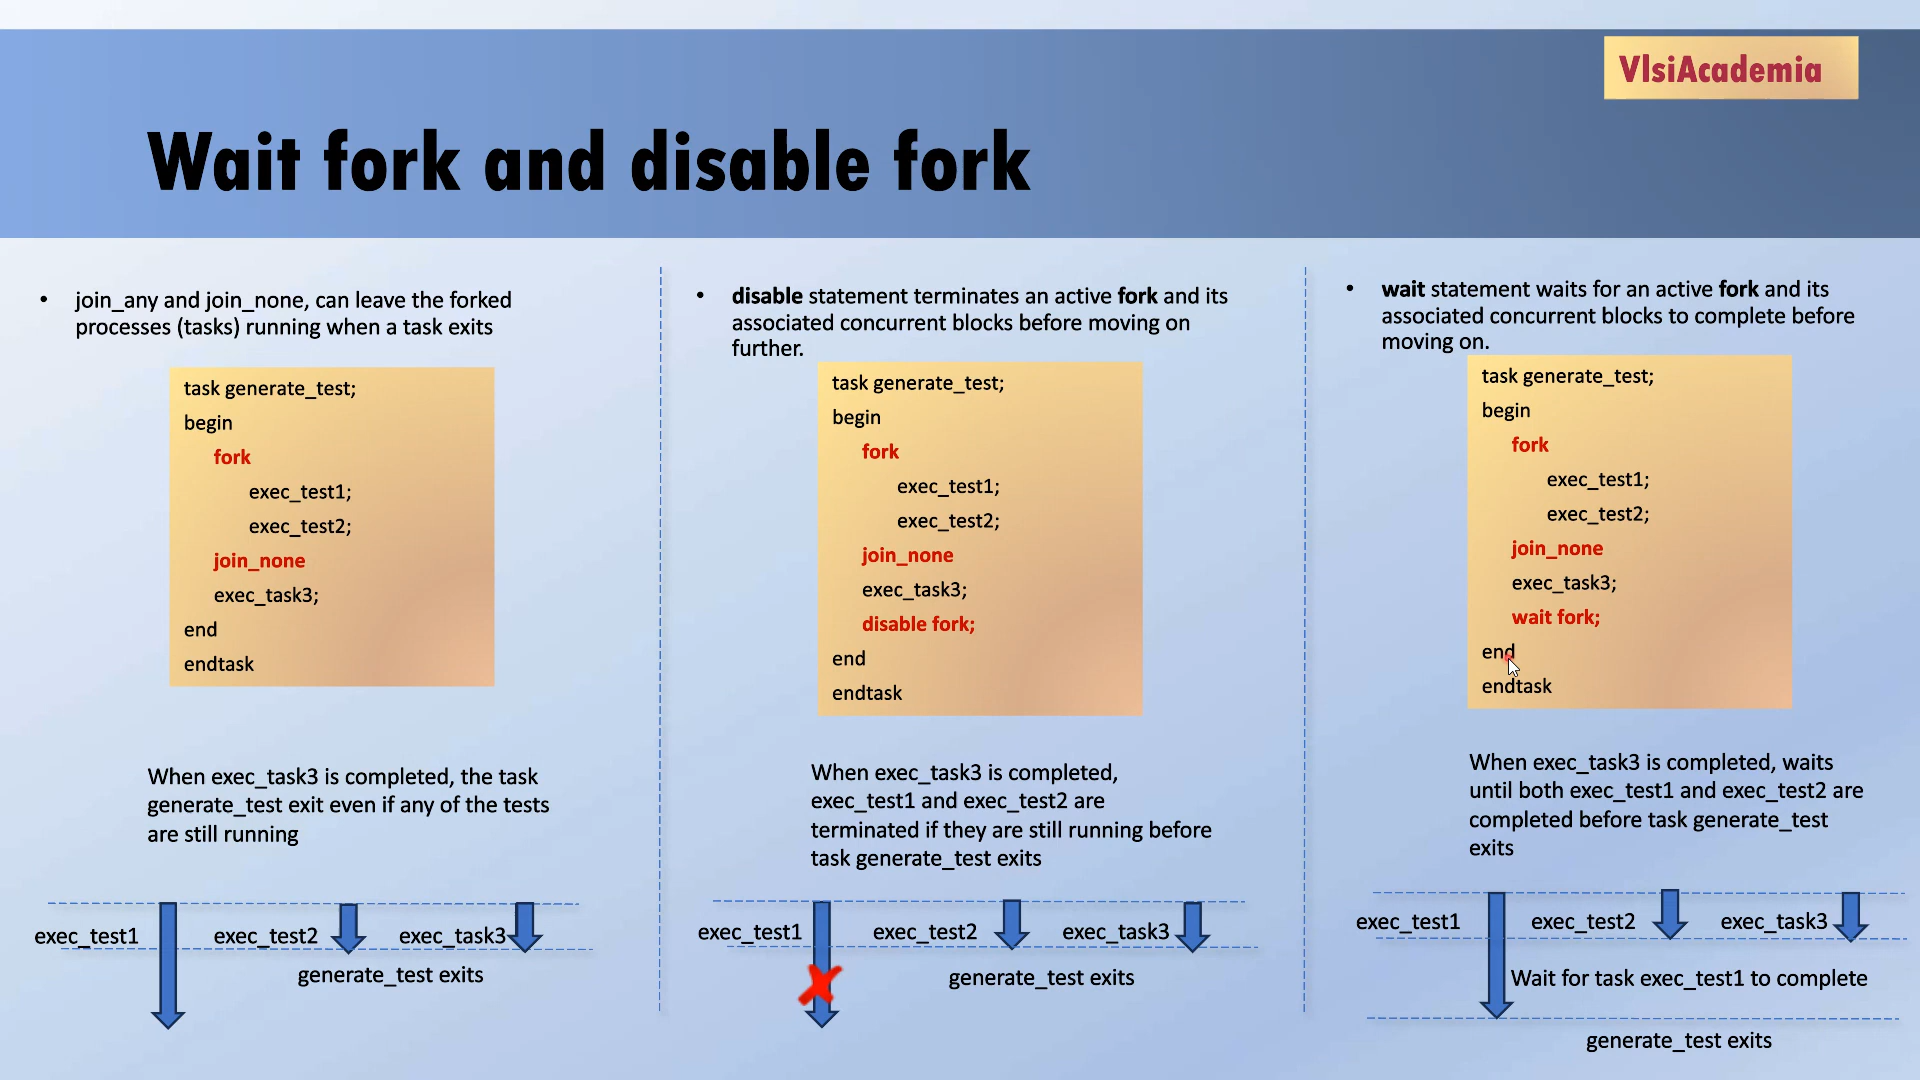 VlsiAcademia
Wait fork and disable fork
• join_any and join_none, can leave the forked
processes (tasks) running when a task exits
task generate_test;
begin
fork
exec_test1;
exec_test2;
join_none
exec_task3;
end
endtask
When exec_task3 is completed, the task
generate_test exit even if any of the tests
are still running
exec_test1 exec_test2 exec_task3
generate_test exits
• disable statement terminates an active fork and its
associated concurrent blocks before moving on
further.
task generate_test;
begin
fork
exec_test1;
exec_test2;
join_none
exec_task3;
disable fork;
end
endtask
When exec_task3 is completed,
exec_test1 and exec_test2 are
terminated if they are still running before
task generate_test exits
exec_test1 exec_test2 exec_task3
generate_test exits
• wait statement waits for an active fork and its
associated concurrent blocks to complete before
moving on.
task generate_test;
begin
fork
exec_test1;
exec_test2;
join_none
exec_task3;
wait fork;
end
endtask
When exec_task3 is completed, waits
until both exec_test1 and exec_test2 are
completed before task generate_test
exits
exec_test1 exec_test2 exec_task3
Wait for task exec_test1 to complete
generate_test exits